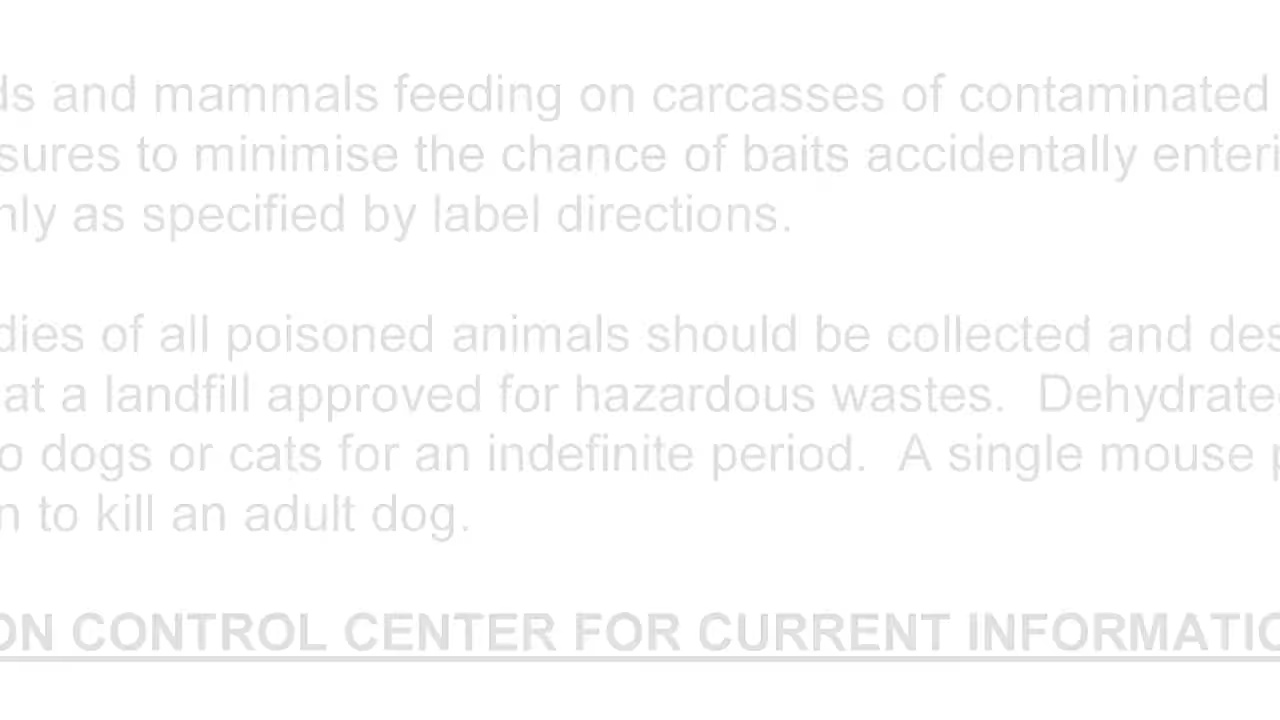 ds and mammals feeding on carcasses of contaminated
sures to minimise the chance of baits accidentally enteri
nly as specified by label directions.
dies of all poisoned animals should be collected and des
at a landfill approved for hazardous wastes. Dehydrate
o dogs or cats for an indefinite period. A single mouse p
n to kill an adult dog.
ON CONTROL CENTER FOR CURRENT INFORMATIO